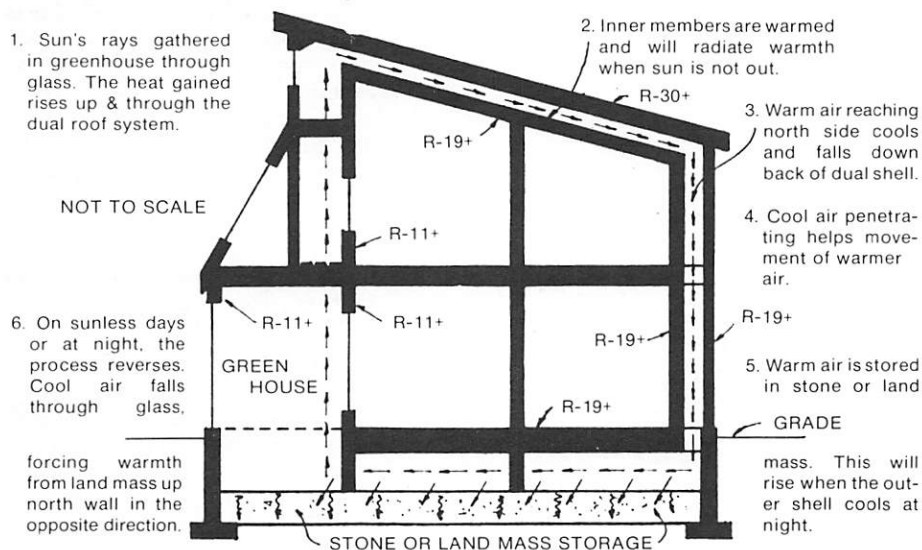 1. Sun's rays gathered
in greenhouse through
glass. The heat gained
rises up & through the
dual roof system.
2. Inner members are warmed
and will radiate warmth
when sun is not out.
R-30+
R-19+
3. Warm air reaching
north side cools
and falls down
back of dual shell.
NOT TO SCALE
4. Cool air penetra-
ting helps move-
ment of warmer
air.
R-11+
R-11+
R-11+
R-19+
R-19+
6. On sunless days
or at night, the
process reverses.
Cool air falls
through glass,
GREEN
HOUSE
5. Warm air is stored
in stone or land
R-19+
GRADE
forcing warmth
from land mass up
north wall in the
opposite direction.
mass. This will
rise when the out-
er shell cools at
night.
STONE OR LAND MASS STORAGE